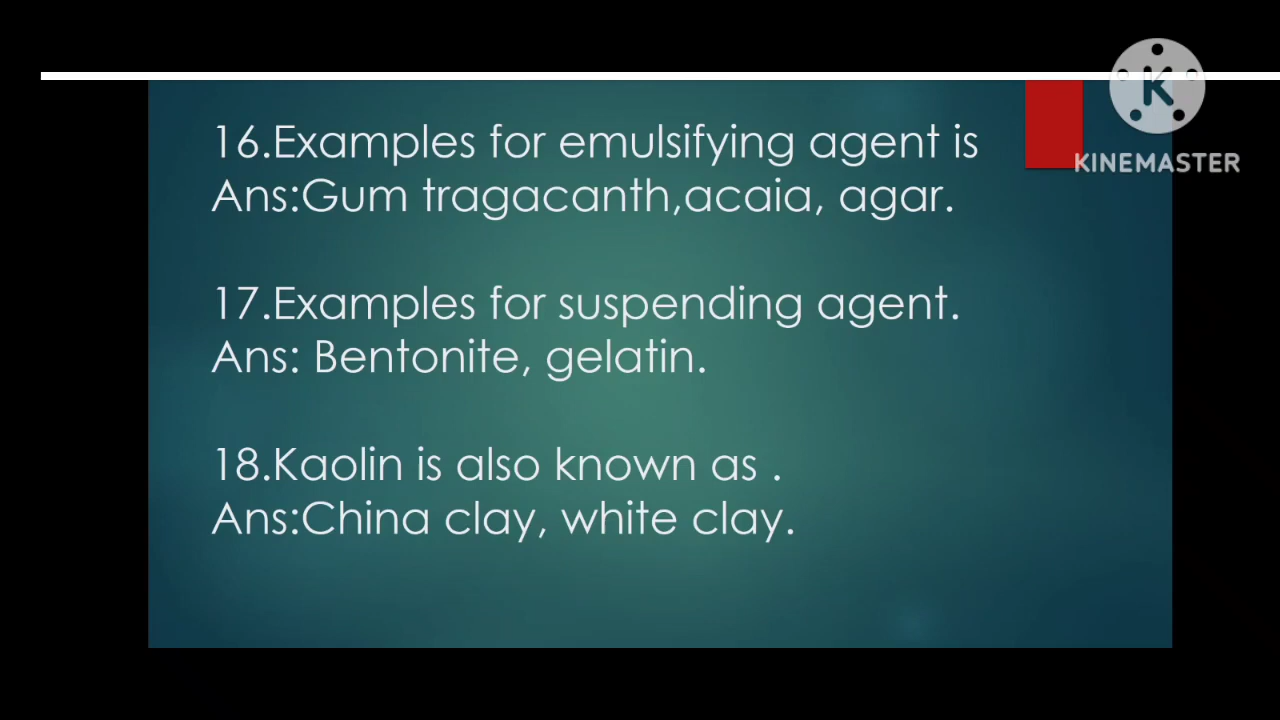 16.Examples for emulsifying agent is
Ans:Gum tragacanth,acaia, agar.
17.Examples for suspending agent.
Ans: Bentonite, gelatin.
18.Kaolin is also known as .
Ans:China clay, white clay.
K
KINEMASTER